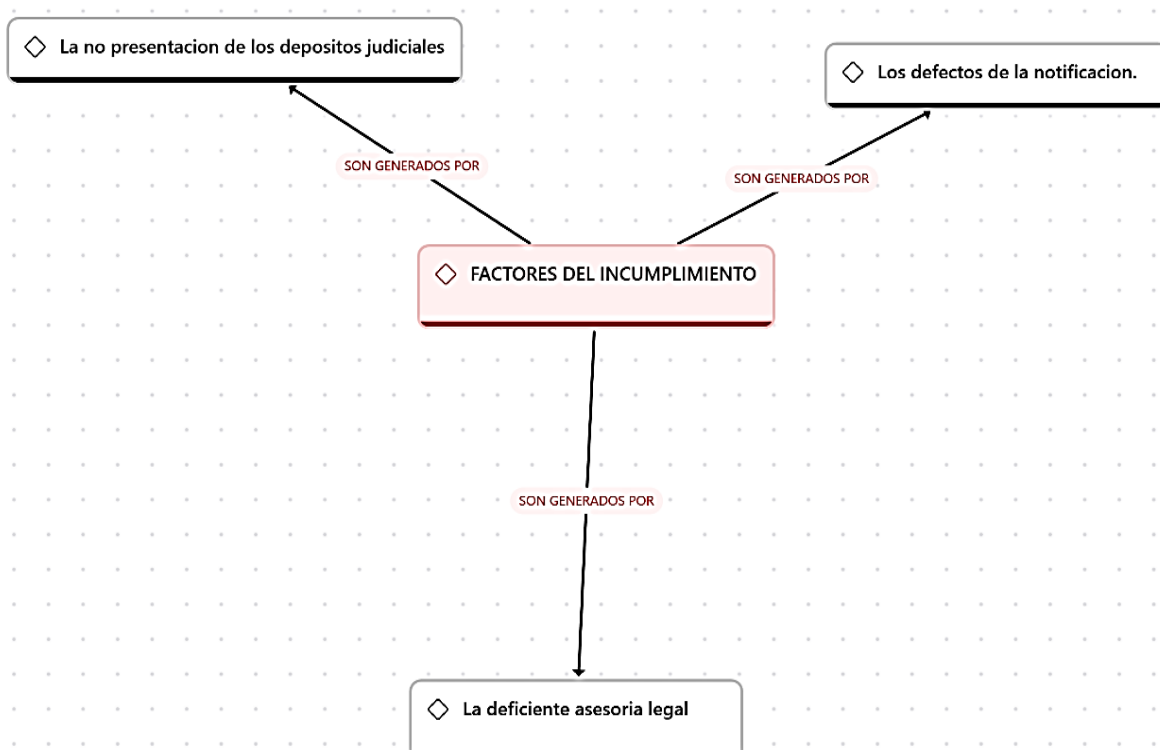 La no presentacion de los depositos judiciales
Los defectos de la notificacion.
SON GENERADOS POR
SON GENERADOS POR
FACTORES DEL INCUMPLIMIENTO
SON GENERADOS POR
La deficiente asesoria legal